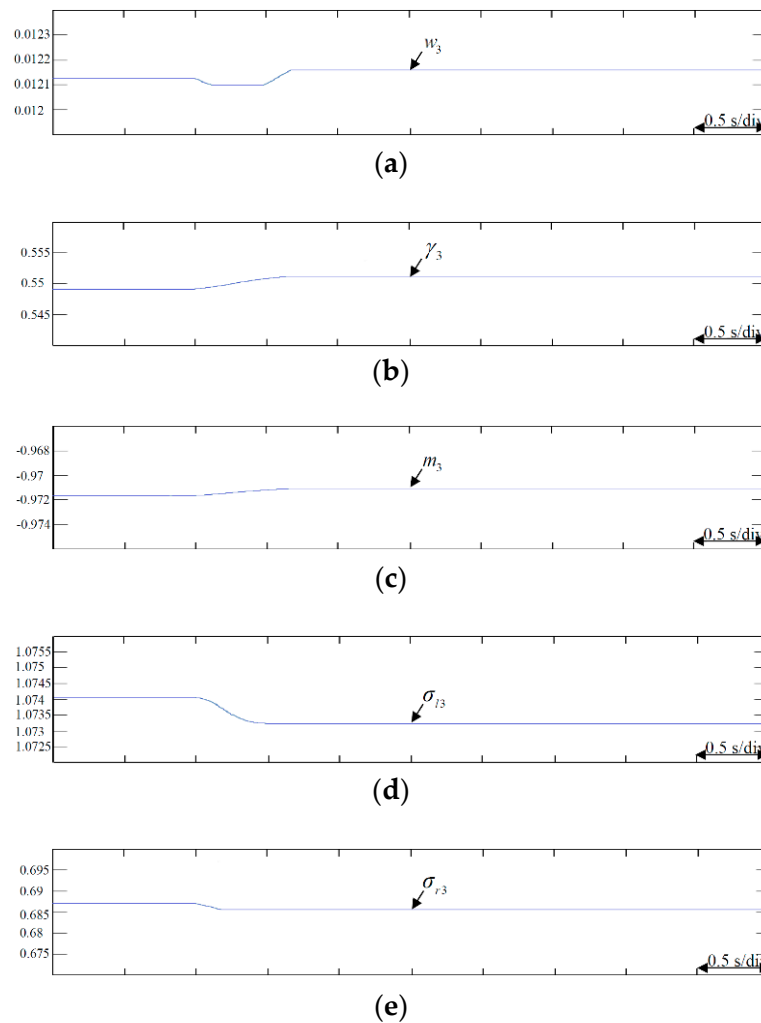 0.0123
0.0122
0.0121
0.012
w3
0.5 s/div
(a)
0.555
0.55
0.545
γ3
0.5 s/div
(b)
-0.968
-0.97
-0.972
-0.974
m3
0.5 s/div
(c)
1.0755
1.075
1.0745
1.074
1.0735
1.073
1.0725
σl3
0.5 s/div
(d)
0.695
0.69
0.685
0.68
0.675
σr3
0.5 s/div
(e)